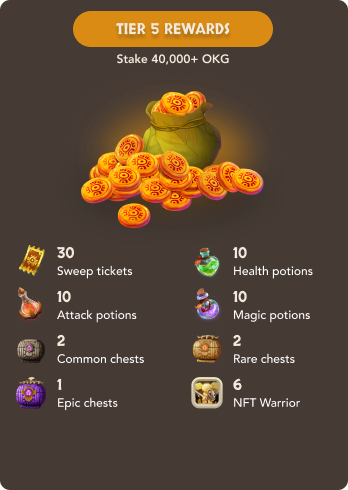 TIER 5 REWARDS
Stake 40,000+ OKG
30
Sweep tickets
10
Health potions
10
Attack potions
10
Magic potions
2
Common chests
2
Rare chests
1
Epic chests
6
NFT Warrior